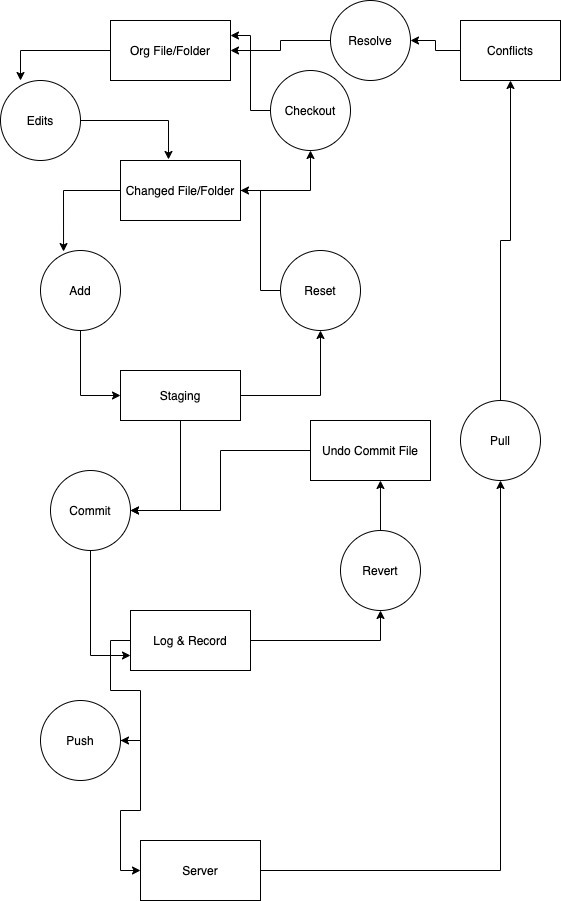 Resolve
Org File/Folder
Conflicts
Checkout
Edits
Changed File/Folder
Add
Reset
Staging
Pull
Undo Commit File
Commit
Revert
Log & Record
Push
Server